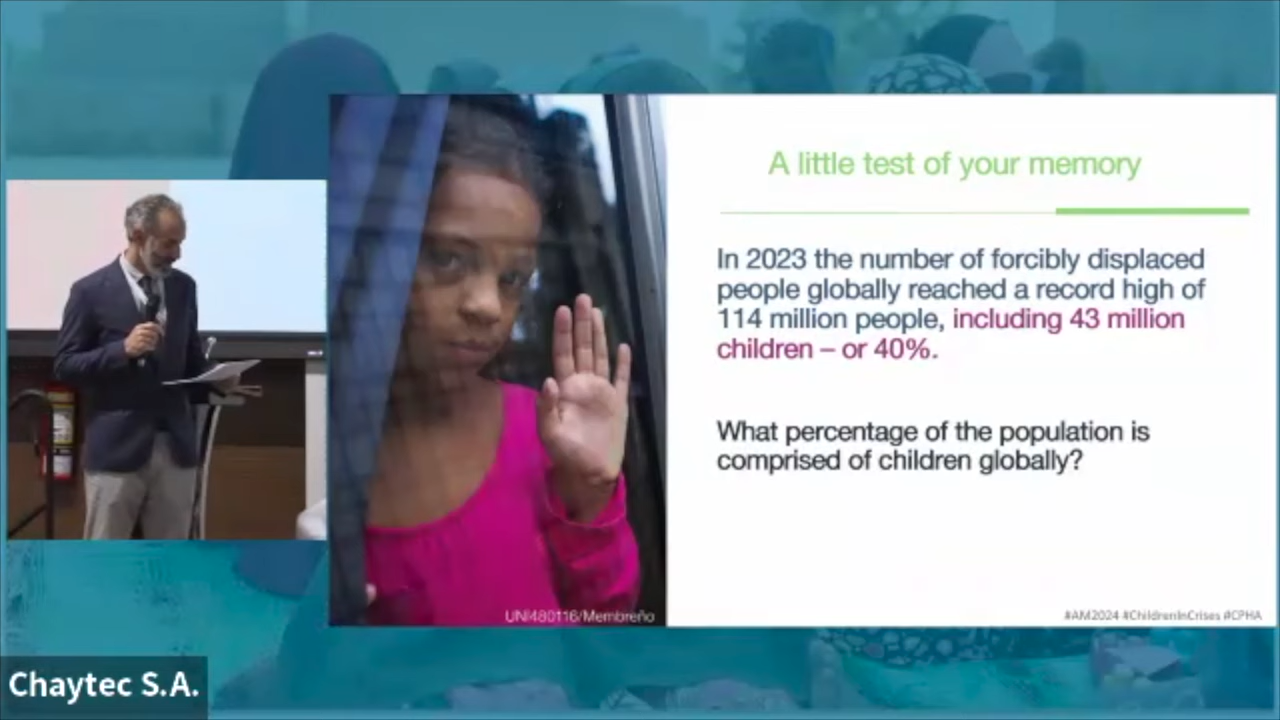 A little test of your memory
In 2023 the number of forcibly displaced
people globally reached a record high of
114 million people, including 43 million
children – or 40%.
What percentage of the population is
comprised of children globally?
UNI480116/Membreño
#AM2024 #ChildrenInCrises #CPHA
Chaytec S.A.